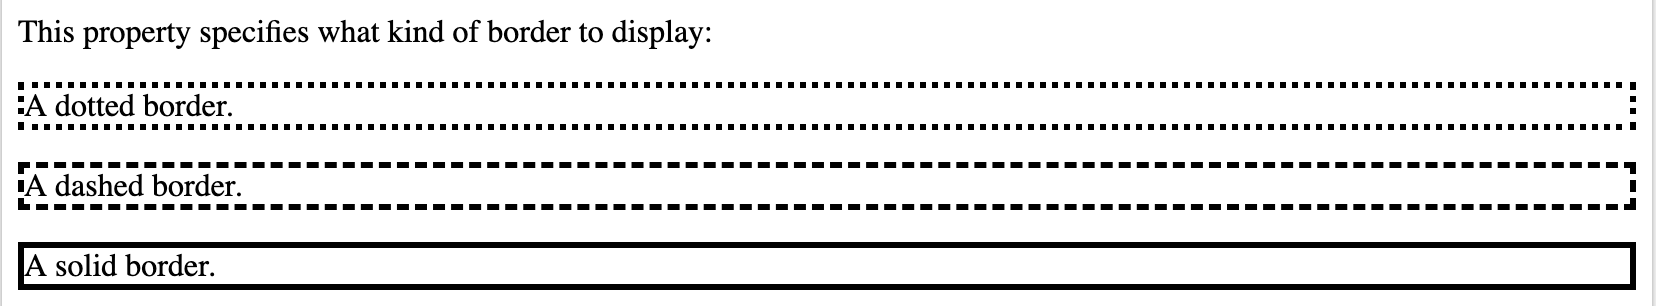 This property specifies what kind of border to display:
A dotted border.
A dashed border.
A solid border.